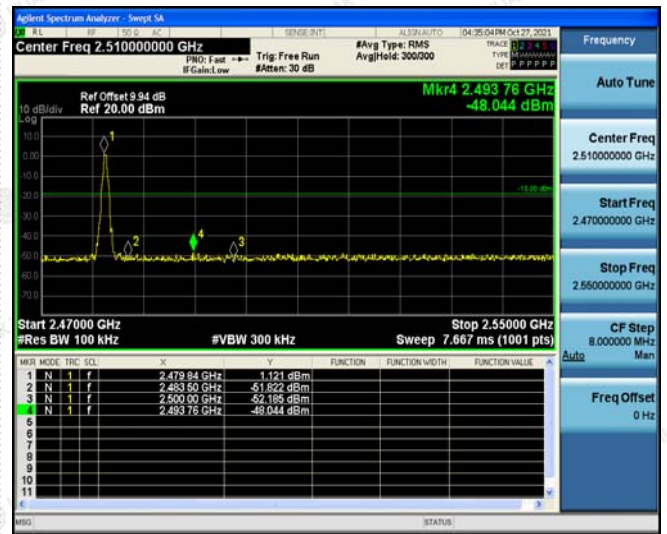 Agilent Spectrum Analyzer - Swept SA
RL RF 50 Ω AC SENSE:INT ALIGN AUTO 04:35:04 PM Oct 27, 2021
Center Freq 2.510000000 GHz
#Avg Type: RMS
TRACE 1 2 3 4 5 6
PNO: Fast
Trig: Free Run
Avg|Hold: 300/300
TYPE
IFGain:Low
#Atten: 30 dB
DET P P P P P P
Mkr4 2.493 76 GHz
-48.044 dBm
Ref Offset 9.94 dB
10 dB/div Ref 20.00 dBm
Log
10.0
0.00
-10.0
-20.0
-30.0
-40.0
-50.0
-60.0
-70.0
1
2
4
3
Start 2.47000 GHz Stop 2.55000 GHz
#Res BW 100 kHz #VBW 300 kHz Sweep 7.667 ms (1001 pts)
MKR MODE TRC SCL X Y FUNCTION FUNCTION WIDTH FUNCTION VALUE
1 N 1 f 2.479 84 GHz 1.121 dBm
2 N 1 f 2.483 50 GHz -51.822 dBm
3 N 1 f 2.500 00 GHz -52.185 dBm
4 N 1 f 2.493 76 GHz -48.044 dBm
5
6
7
8
9
10
11
MSG STATUS
Frequency
Auto Tune
Center Freq
2.510000000 GHz
Start Freq
2.470000000 GHz
Stop Freq
2.550000000 GHz
CF Step
8.000000 MHz
Auto Man
Freq Offset
0 Hz